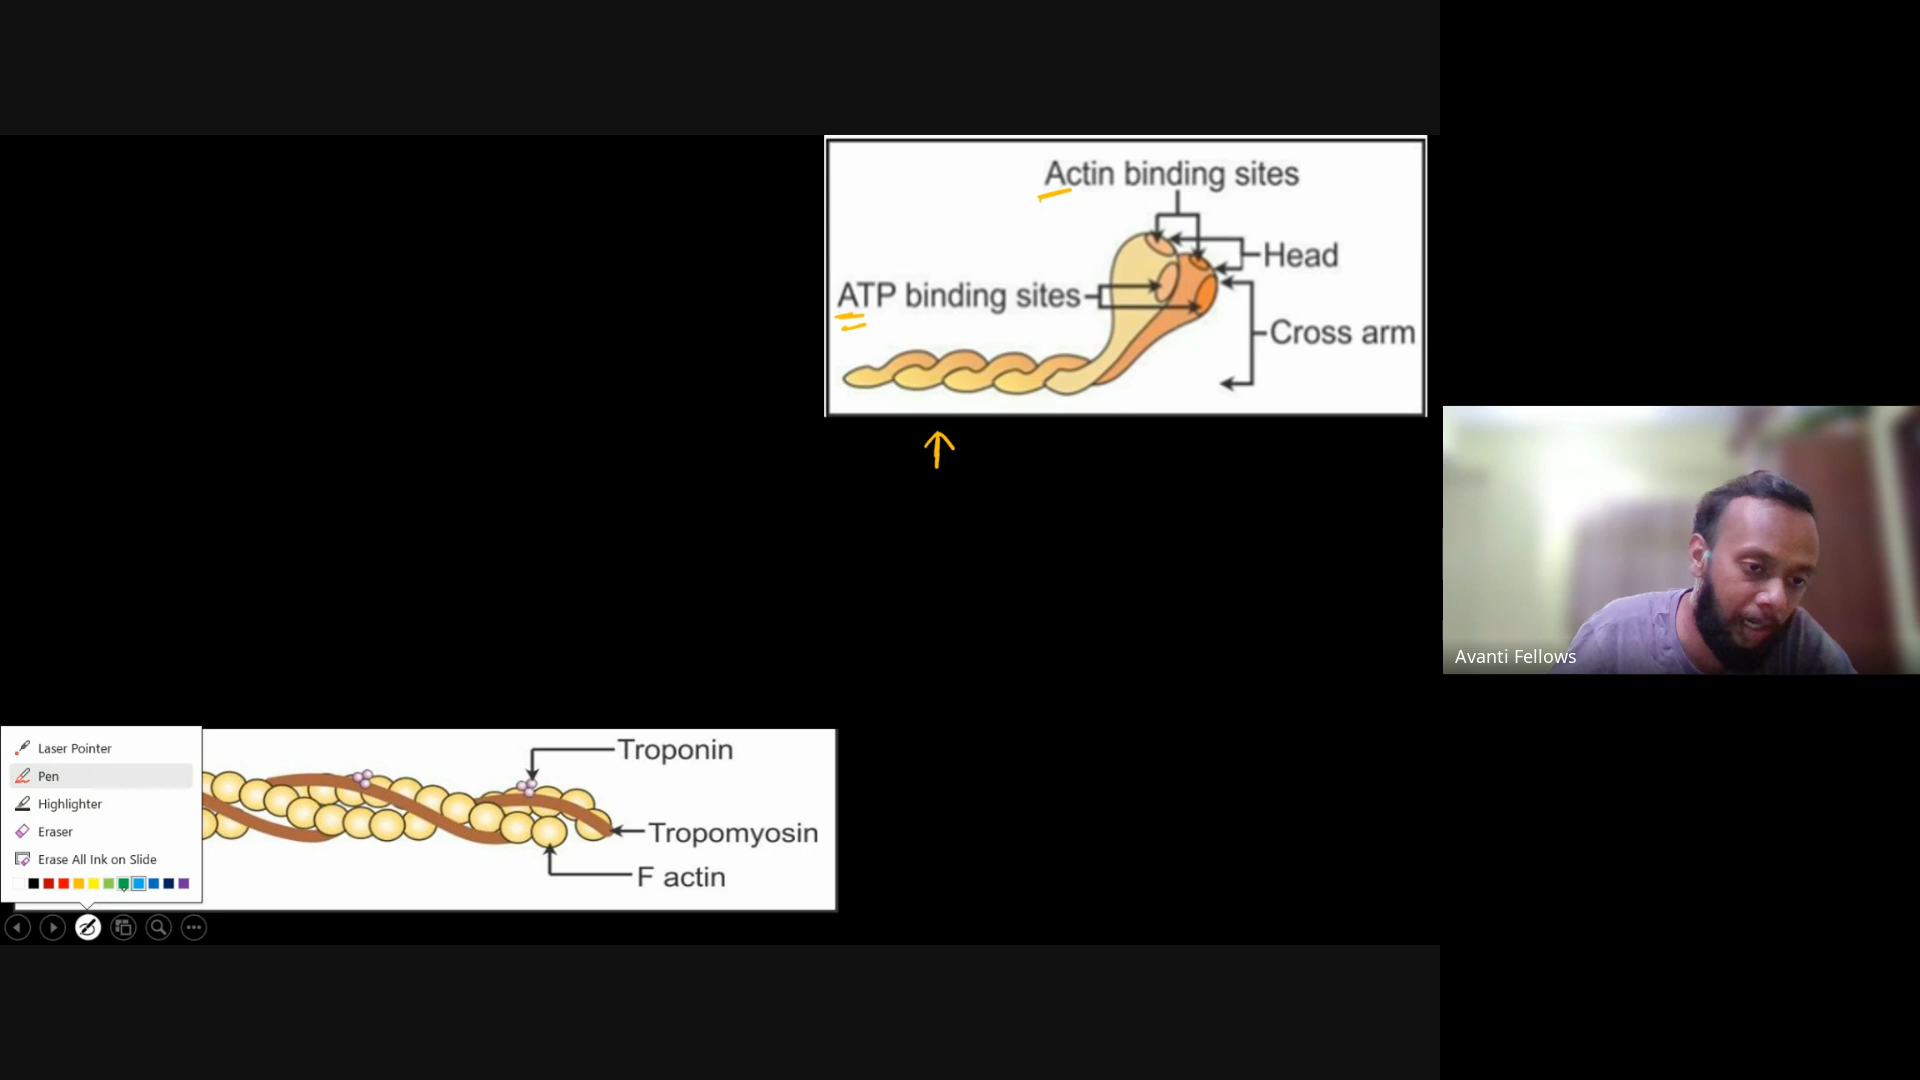 Actin binding sites
Head
ATP binding sites
Cross arm
Avanti Fellows
Laser Pointer
Pen
Highlighter
Eraser
Erase All Ink on Slide
Troponin
Tropomyosin
F actin